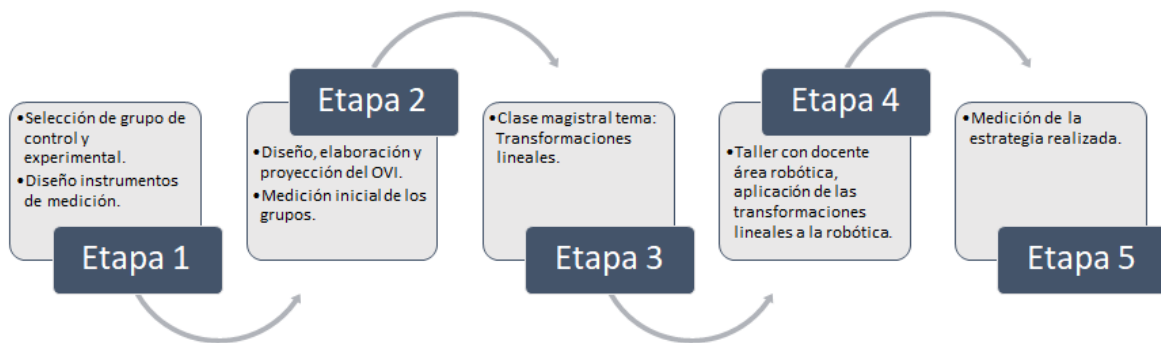 •Selección de grupo de
control y
experimental.
•Diseño instrumentos
de medición.
Etapa 1
Etapa 2
•Diseño, elaboración y
proyección del OVI.
•Medición inicial de los
grupos.
•Clase magistral tema:
Transformaciones
lineales.
Etapa 3
Etapa 4
•Taller con docente
área robótica,
aplicación de las
transformaciones
lineales a la robótica.
•Medición de la
estrategia realizada.
Etapa 5